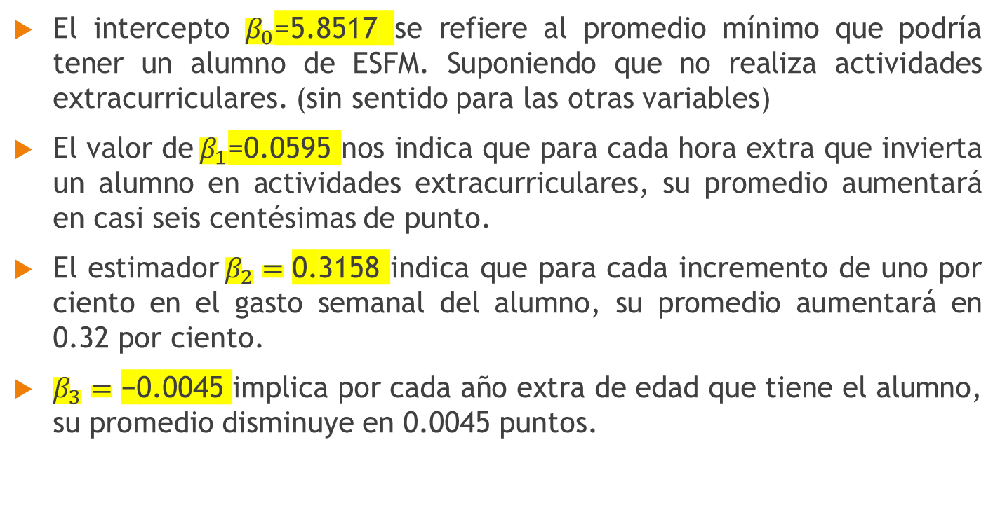 El intercepto β₀=5.8517 se refiere al promedio mínimo que podría
tener un alumno de ESFM. Suponiendo que no realiza actividades
extracurriculares. (sin sentido para las otras variables)
El valor de β₁=0.0595 nos indica que para cada hora extra que invierta
un alumno en actividades extracurriculares, su promedio aumentará
en casi seis centésimas de punto.
El estimador β₂ = 0.3158 indica que para cada incremento de uno por
ciento en el gasto semanal del alumno, su promedio aumentará en
0.32 por ciento.
β₃ = −0.0045 implica por cada año extra de edad que tiene el alumno,
su promedio disminuye en 0.0045 puntos.